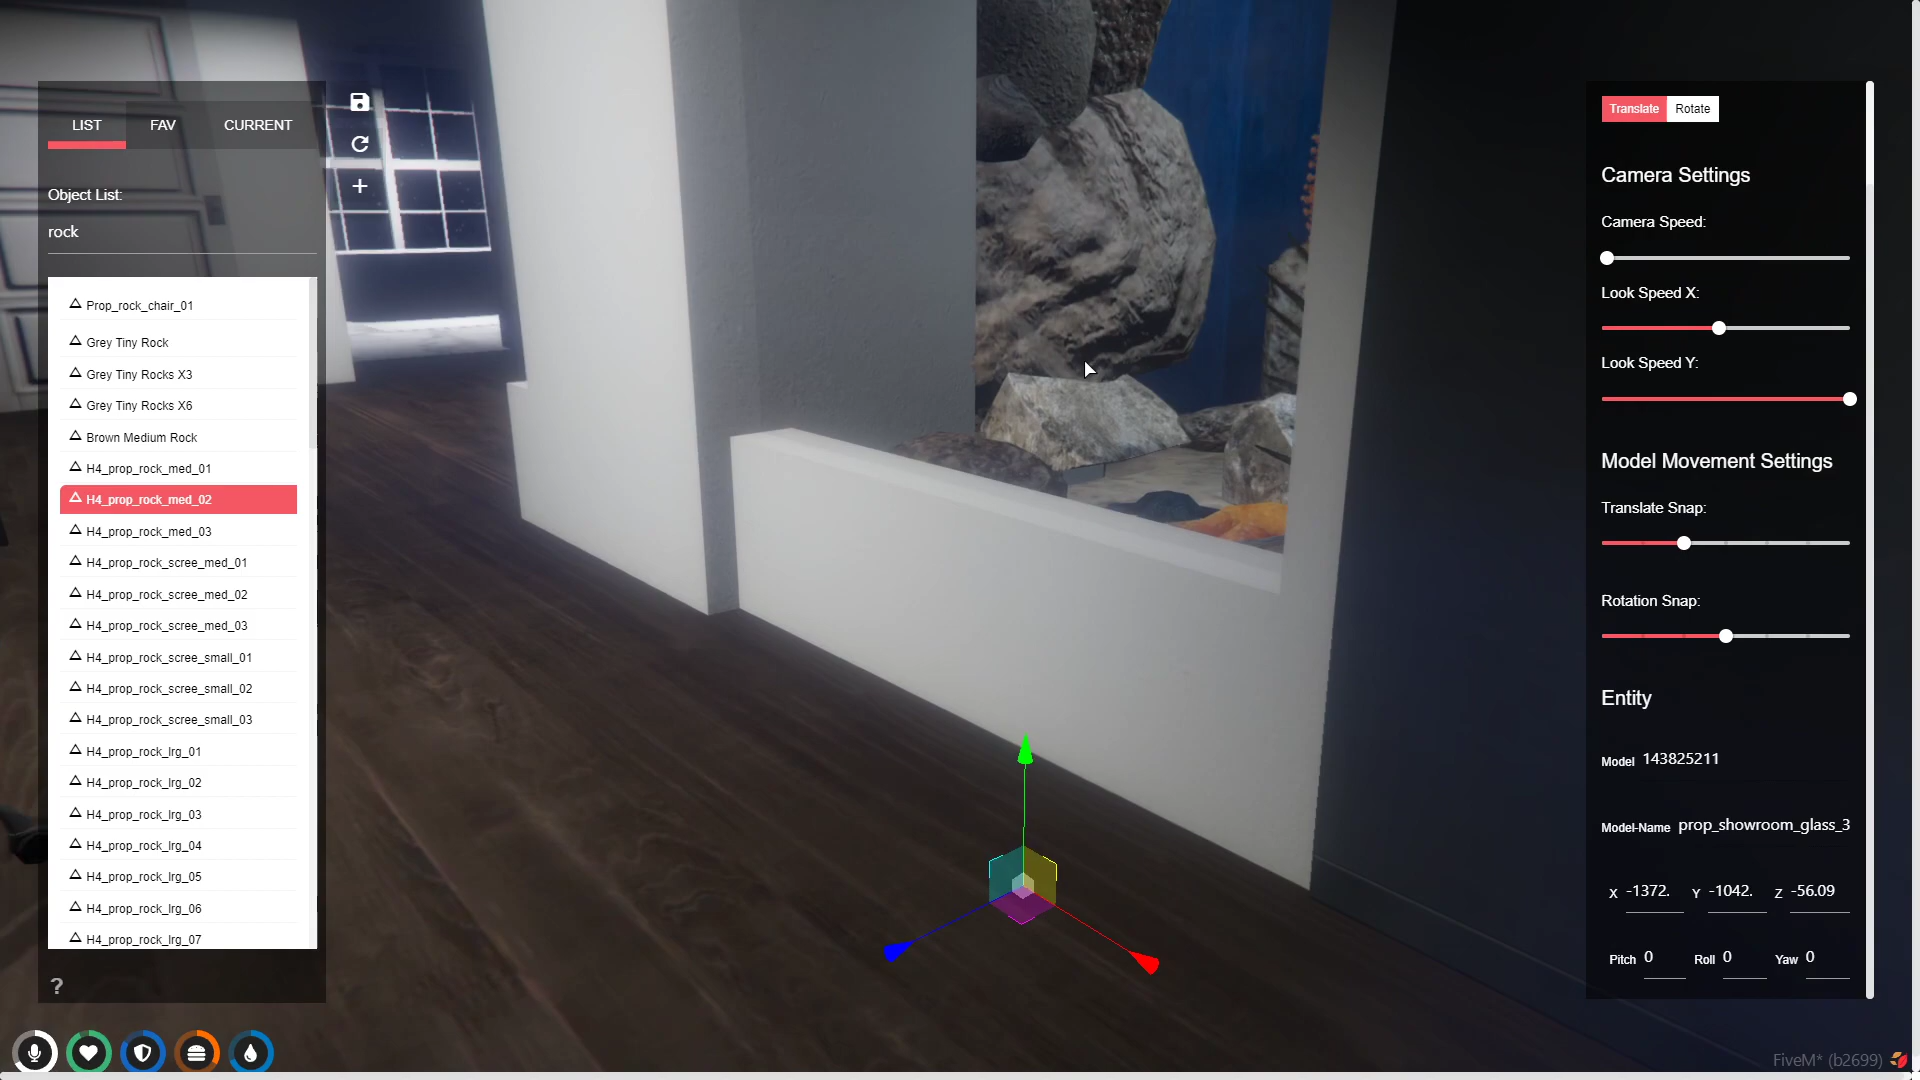 LIST FAV CURRENT
Object List:
rock
Prop_rock_chair_01
Grey Tiny Rock
Grey Tiny Rocks X3
Grey Tiny Rocks X6
Brown Medium Rock
H4_prop_rock_med_01
H4_prop_rock_med_02
H4_prop_rock_med_03
H4_prop_rock_scree_med_01
H4_prop_rock_scree_med_02
H4_prop_rock_scree_med_03
H4_prop_rock_scree_small_01
H4_prop_rock_scree_small_02
H4_prop_rock_scree_small_03
H4_prop_rock_lrg_01
H4_prop_rock_lrg_02
H4_prop_rock_lrg_03
H4_prop_rock_lrg_04
H4_prop_rock_lrg_05
H4_prop_rock_lrg_06
H4_prop_rock_lrg_07
?
Translate Rotate
Camera Settings
Camera Speed:
Look Speed X:
Look Speed Y:
Model Movement Settings
Translate Snap:
Rotation Snap:
Entity
Model 143825211
Model-Name prop_showroom_glass_3
X -1372. Y -1042. Z -56.09
Pitch 0 Roll 0 Yaw 0
FiveM* (b2699)